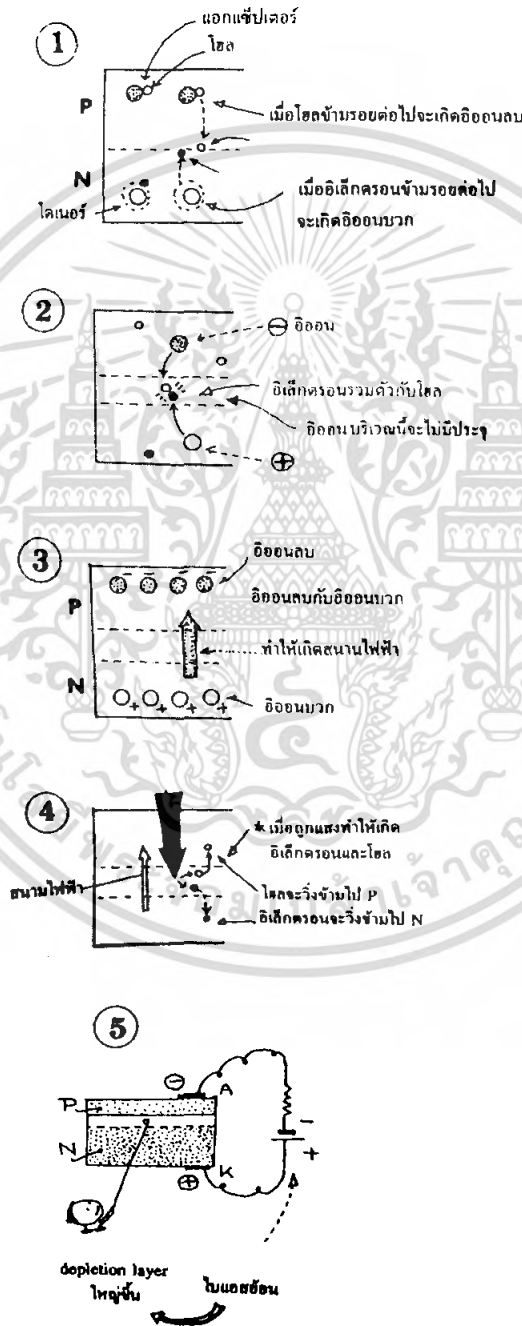 1
แอกแซ็ปเตอร์
โฮล
P
เมื่อโฮลข้ามรอยต่อไปจะเกิดอิออนลบ
N
โดเนอร์
เมื่ออิเล็กตรอนข้ามรอยต่อไป
จะเกิดอิออนบวก
2
อิออน
อิเล็กตรอนรวมตัวกับโฮล
อิออนบริเวณนี้จะไม่มีประจุ
3
อิออนลบ
P
อิออนลบกับอิออนบวก
ทำให้เกิดสนามไฟฟ้า
N
+ + + +
อิออนบวก
4
* เมื่อถูกแสงทำให้เกิด
อิเล็กตรอนและโฮล
สนามไฟฟ้า
โฮลจะวิ่งข้ามไป P
อิเล็กตรอนจะวิ่งข้ามไป N
5
P
N
A
K
-
+
depletion layer
ใหญ่ขึ้น
ไบแอสย้อน